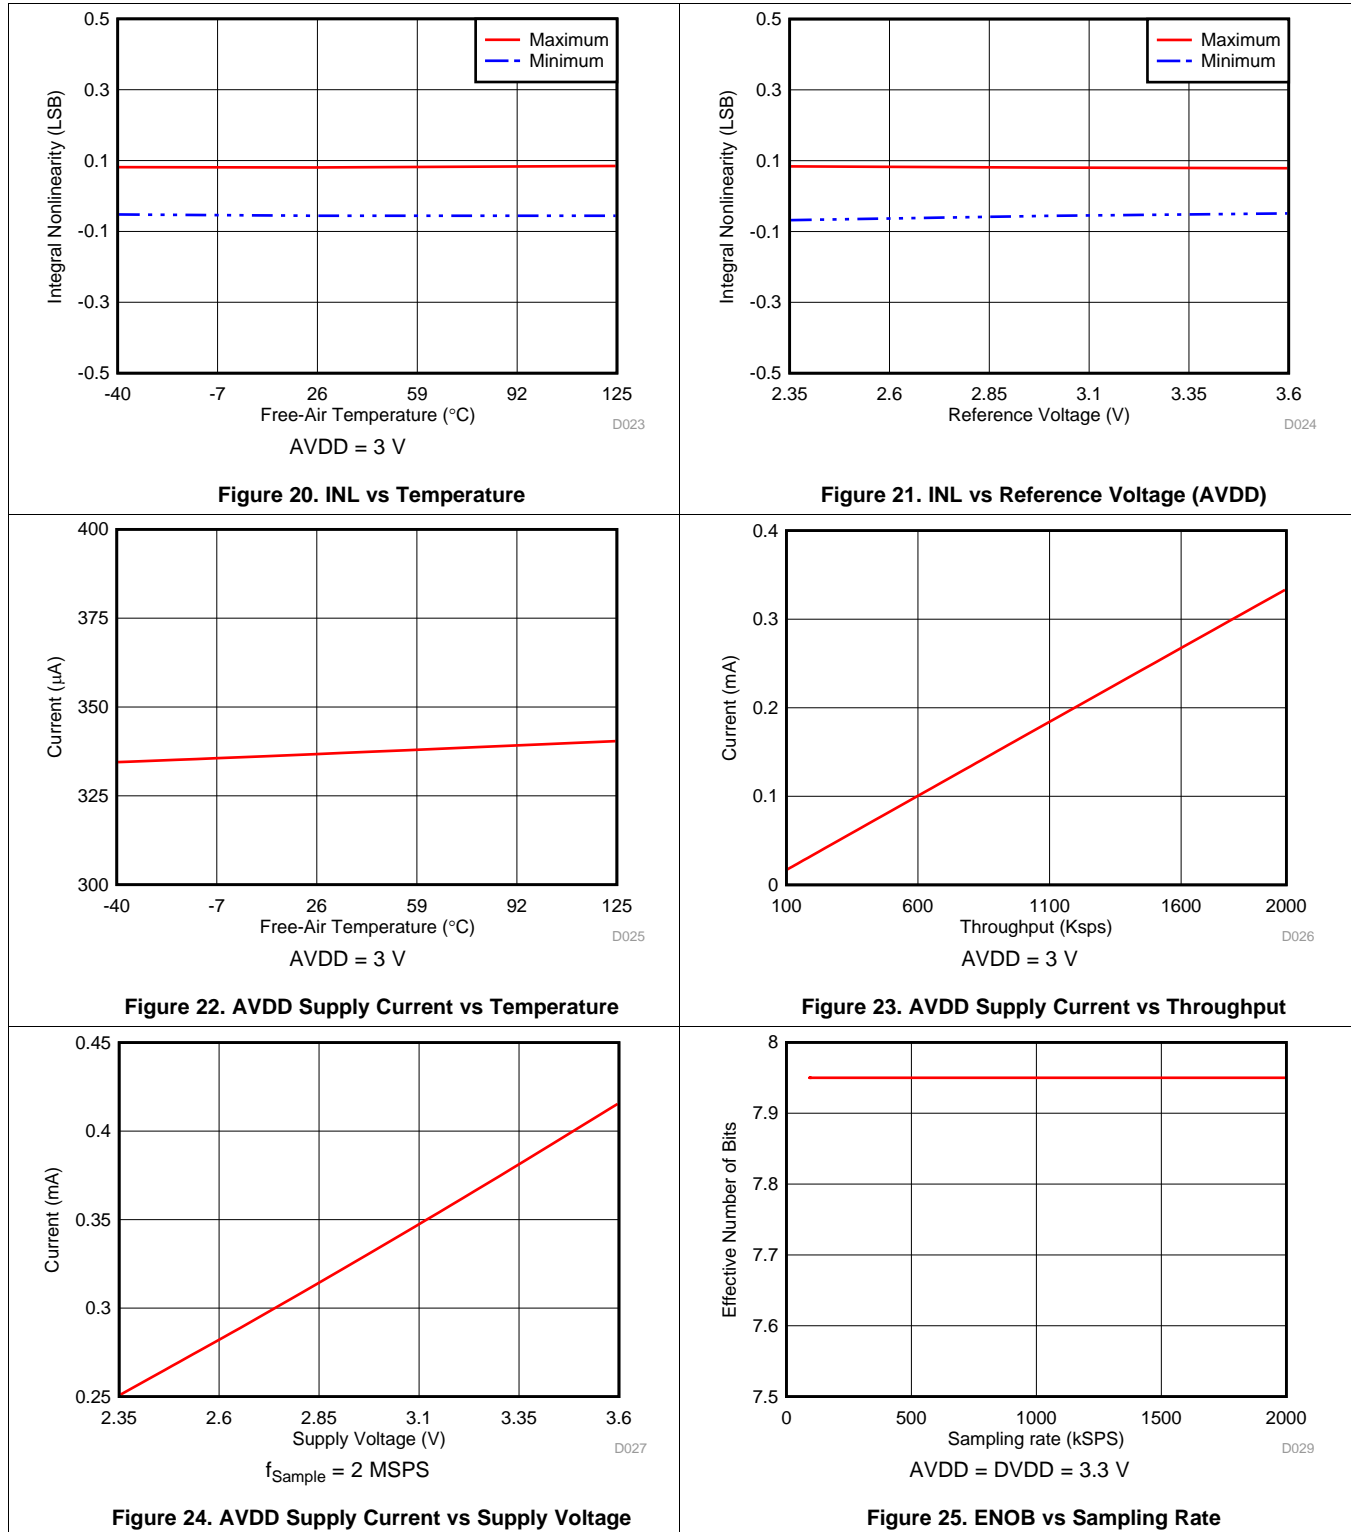 0.5
0.3
0.1
-0.1
-0.3
-0.5
Integral Nonlinearity (LSB)
Maximum
Minimum
-40 -7 26 59 92 125
Free-Air Temperature (°C)
D023
AVDD = 3 V
Figure 20. INL vs Temperature
0.5
0.3
0.1
-0.1
-0.3
-0.5
Integral Nonlinearity (LSB)
Maximum
Minimum
2.35 2.6 2.85 3.1 3.35 3.6
Reference Voltage (V)
D024
Figure 21. INL vs Reference Voltage (AVDD)
400
375
350
325
300
Current (µA)
-40 -7 26 59 92 125
Free-Air Temperature (°C)
D025
AVDD = 3 V
Figure 22. AVDD Supply Current vs Temperature
0.4
0.3
0.2
0.1
0
Current (mA)
100 600 1100 1600 2000
Throughput (Ksps)
D026
AVDD = 3 V
Figure 23. AVDD Supply Current vs Throughput
0.45
0.4
0.35
0.3
0.25
Current (mA)
2.35 2.6 2.85 3.1 3.35 3.6
Supply Voltage (V)
D027
fSample = 2 MSPS
Figure 24. AVDD Supply Current vs Supply Voltage
8
7.9
7.8
7.7
7.6
7.5
Effective Number of Bits
0 500 1000 1500 2000
Sampling rate (kSPS)
D029
AVDD = DVDD = 3.3 V
Figure 25. ENOB vs Sampling Rate